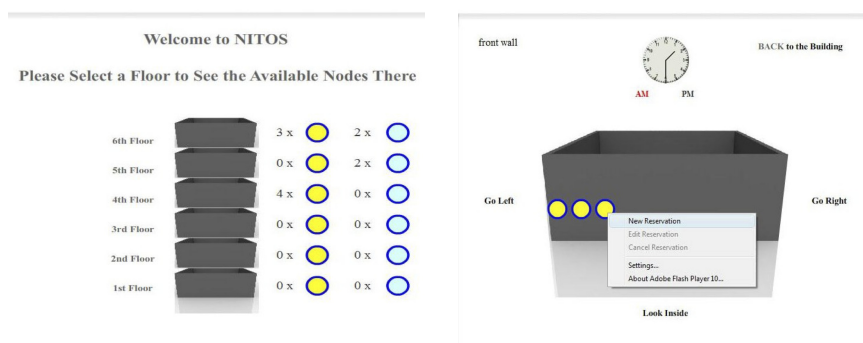 Welcome to NITOS
Please Select a Floor to See the Available Nodes There
6th Floor 3 x 2 x
5th Floor 0 x 2 x
4th Floor 4 x 0 x
3rd Floor 0 x 0 x
2nd Floor 0 x 0 x
1st Floor 0 x 0 x
front wall
BACK to the Building
AM PM
Go Left
Go Right
New Reservation
Edit Reservation
Cancel Reservation
Settings...
About Adobe Flash Player 10...
Look Inside